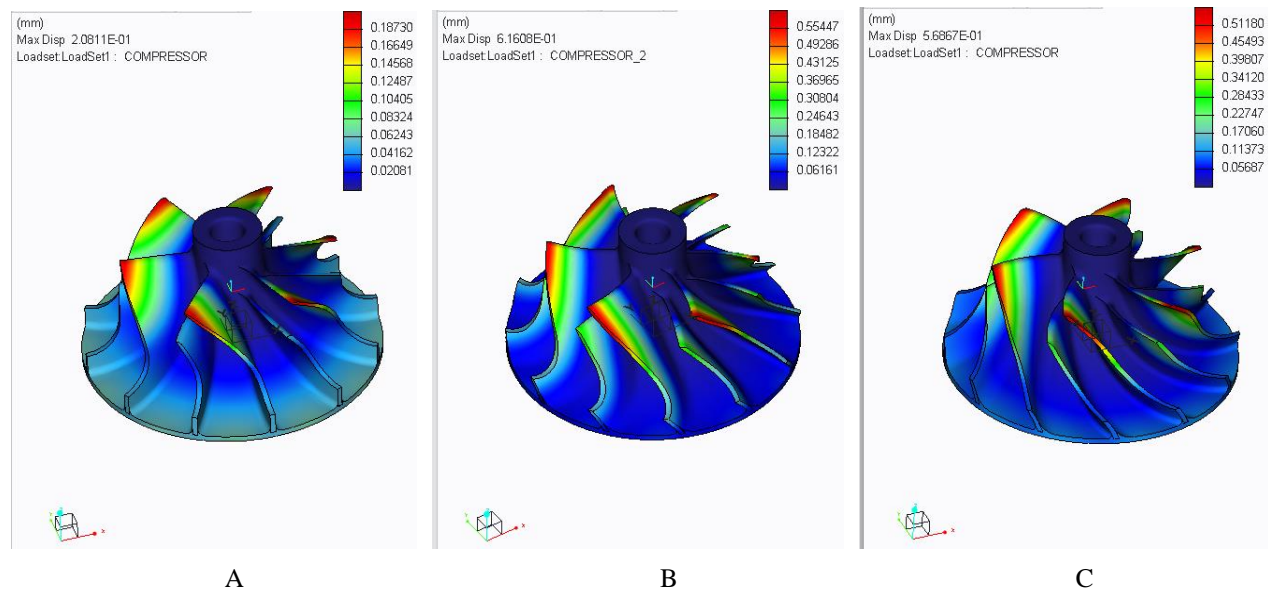 (mm)
Max Disp 2.0811E-01
Loadset:LoadSet1 : COMPRESSOR
0.18730
0.16649
0.14568
0.12487
0.10405
0.08324
0.06243
0.04162
0.02081
(mm)
Max Disp 6.1608E-01
Loadset:LoadSet1 : COMPRESSOR_2
0.55447
0.49286
0.43125
0.36965
0.30804
0.24643
0.18482
0.12322
0.06161
(mm)
Max Disp 5.6867E-01
Loadset:LoadSet1 : COMPRESSOR
0.51180
0.45493
0.39807
0.34120
0.28433
0.22747
0.17060
0.11373
0.05687
A
B
C